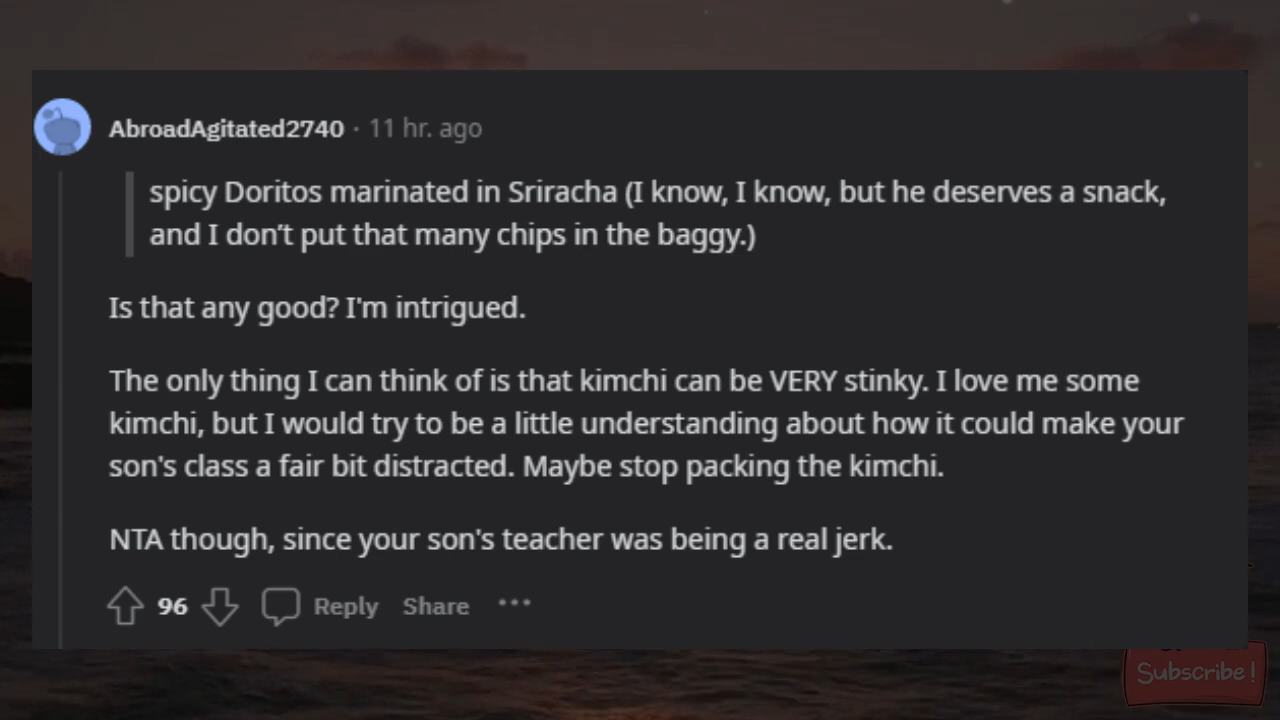 AbroadAgitated2740 · 11 hr. ago
spicy Doritos marinated in Sriracha (I know, I know, but he deserves a snack,
and I don't put that many chips in the baggy.)
Is that any good? I'm intrigued.
The only thing I can think of is that kimchi can be VERY stinky. I love me some
kimchi, but I would try to be a little understanding about how it could make your
son's class a fair bit distracted. Maybe stop packing the kimchi.
NTA though, since your son's teacher was being a real jerk.
96 Reply Share ···
Subscribe!